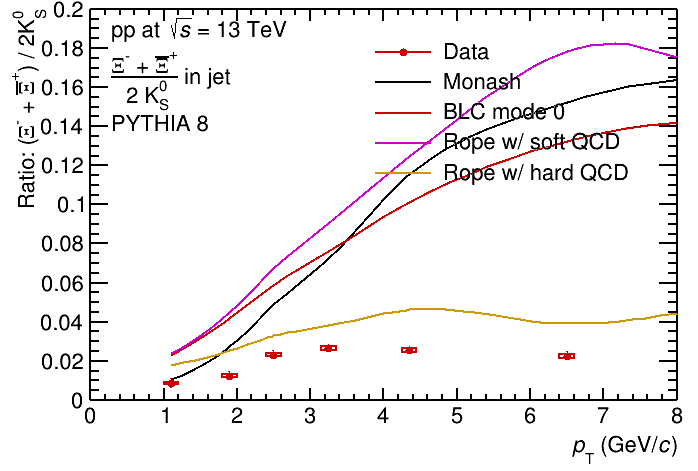 pp at √s = 13 TeV
Ξ⁻ + Ξ̅⁺
2 K⁰S in jet
PYTHIA 8
Data
Monash
BLC mode 0
Rope w/ soft QCD
Rope w/ hard QCD
Ratio: (Ξ⁻ + Ξ̅⁺) / 2K⁰S
0.2
0.18
0.16
0.14
0.12
0.1
0.08
0.06
0.04
0.02
0
0 1 2 3 4 5 6 7 8
pT (GeV/c)